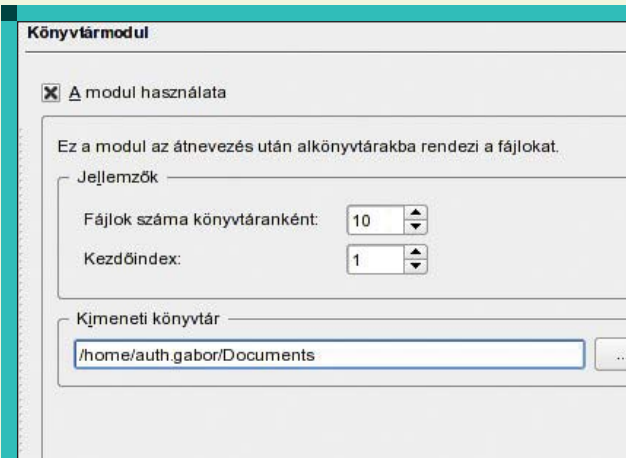 Könyvtármodul
A modul használata
Ez a modul az átnevezés után alkönyvtárakba rendezi a fájlokat.
Jellemzők
Fájlok száma könyvtáranként: 10
Kezdőindex: 1
Kimeneti könyvtár
/home/auth.gabor/Documents
..